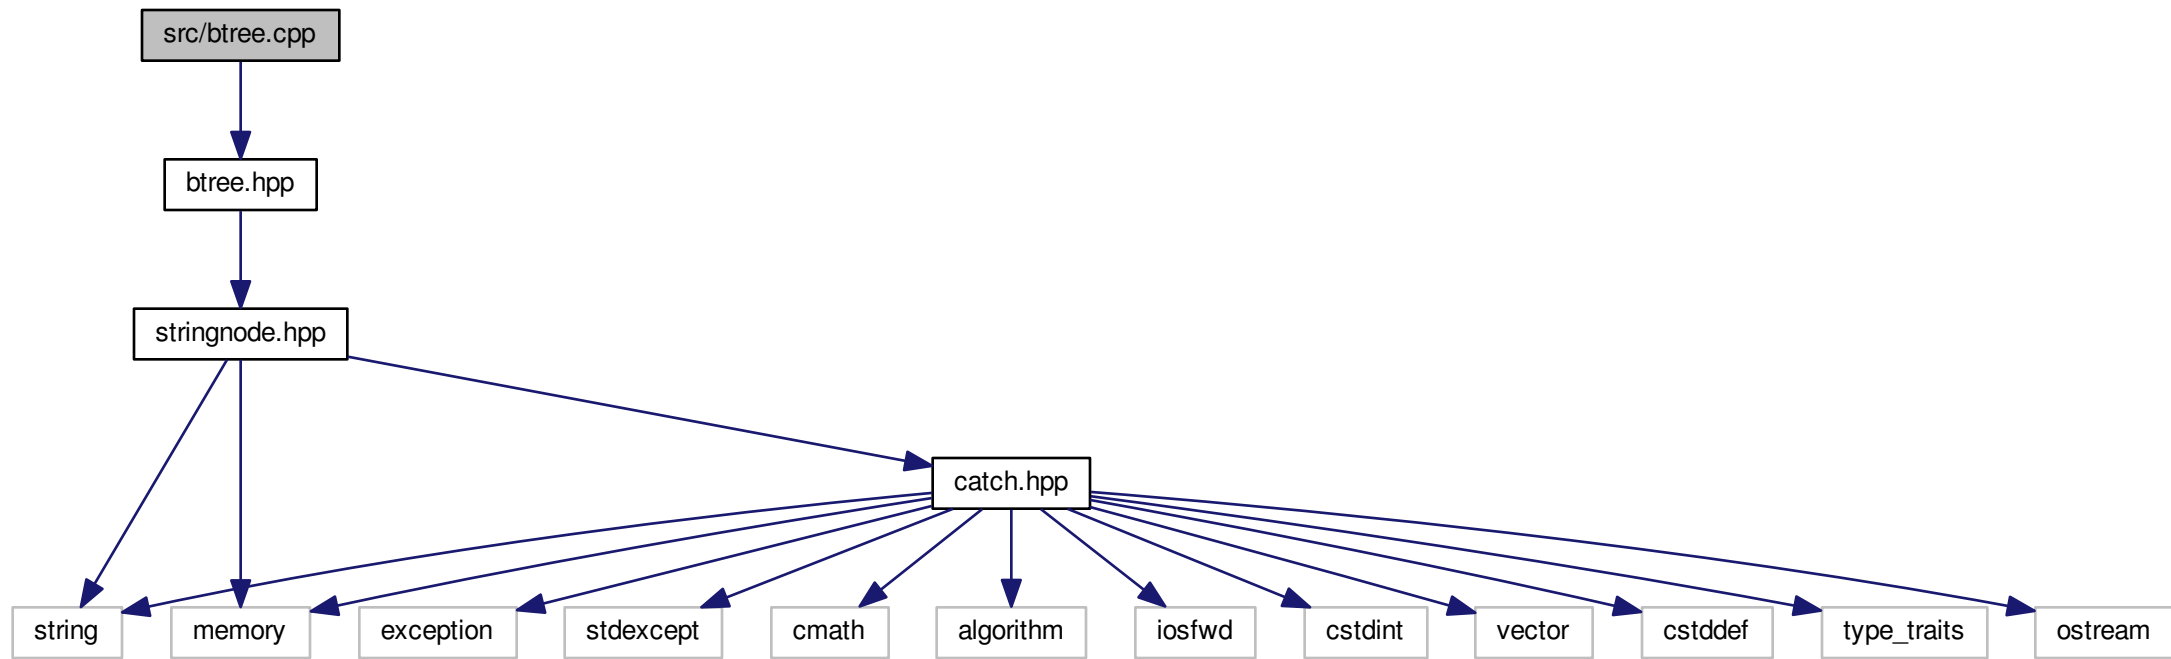 src/btree.cpp
btree.hpp
stringnode.hpp
catch.hpp
string
memory
exception
stdexcept
cmath
algorithm
iosfwd
cstdint
vector
cstddef
type_traits
ostream